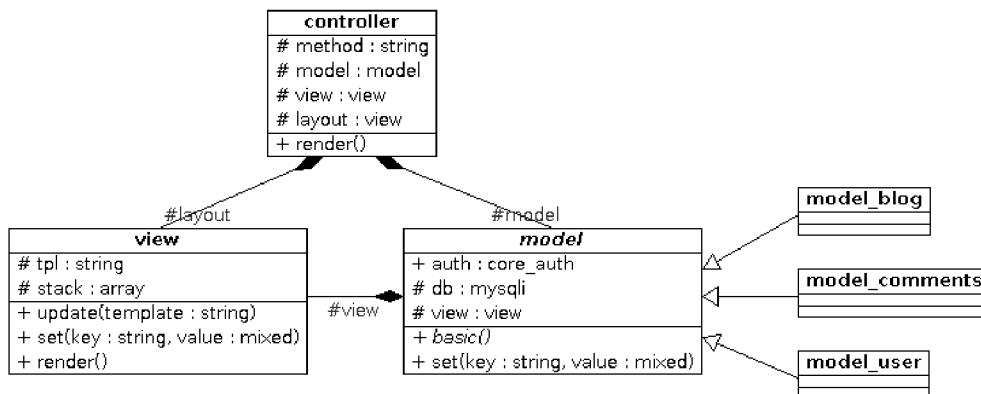 controller
# method : string
# model : model
# view : view
# layout : view
+ render()
#layout
#model
view
# tpl : string
# stack : array
+ update(template : string)
+ set(key : string, value : mixed)
+ render()
#view
model
+ auth : core_auth
# db : mysqli
# view : view
+ basic()
+ set(key : string, value : mixed)
model_blog
model_comments
model_user